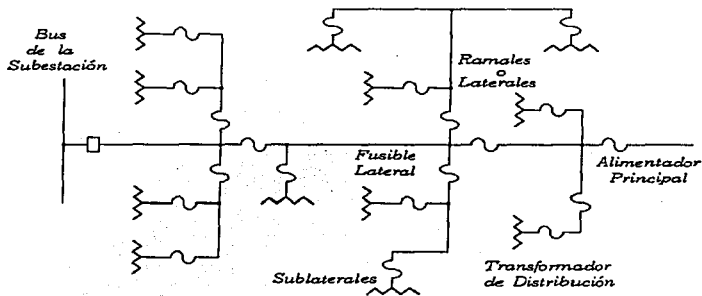 Bus
de la
Subestación
Ramales
o
Laterales
Fusible
Lateral
Alimentador
Principal
Sublaterales
Transformador
de Distribución